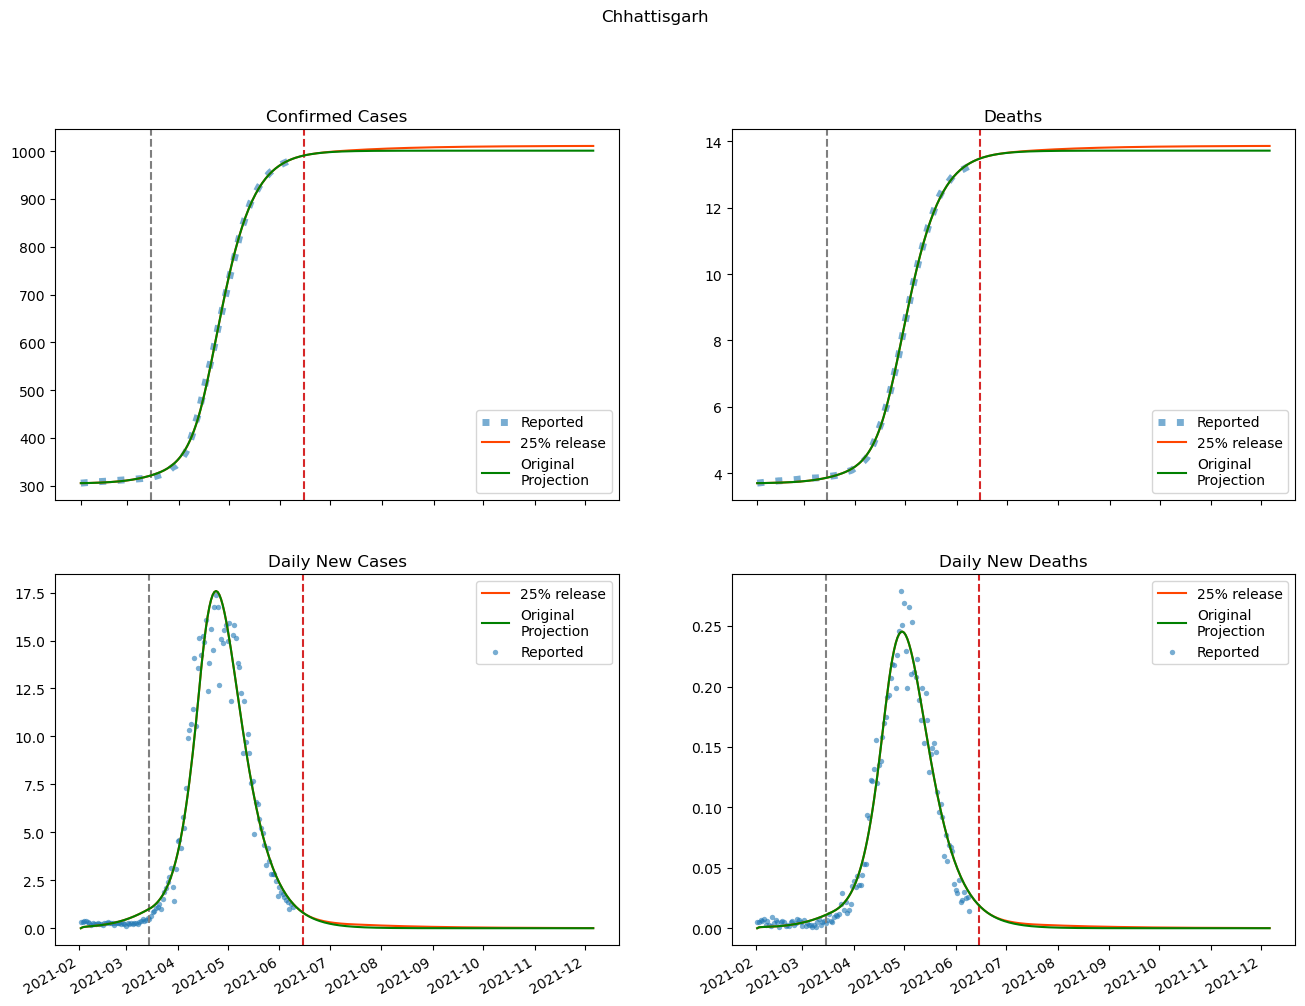 Chhattisgarh
Confirmed Cases
1000
900
800
700
600
500
400
300
Reported
25% release
Original
Projection
Deaths
14
12
10
8
6
4
Reported
25% release
Original
Projection
Daily New Cases
17.5
15.0
12.5
10.0
7.5
5.0
2.5
0.0
25% release
Original
Projection
Reported
2021-02
2021-03
2021-04
2021-05
2021-06
2021-07
2021-08
2021-09
2021-10
2021-11
2021-12
Daily New Deaths
0.25
0.20
0.15
0.10
0.05
0.00
25% release
Original
Projection
Reported
2021-02
2021-03
2021-04
2021-05
2021-06
2021-07
2021-08
2021-09
2021-10
2021-11
2021-12